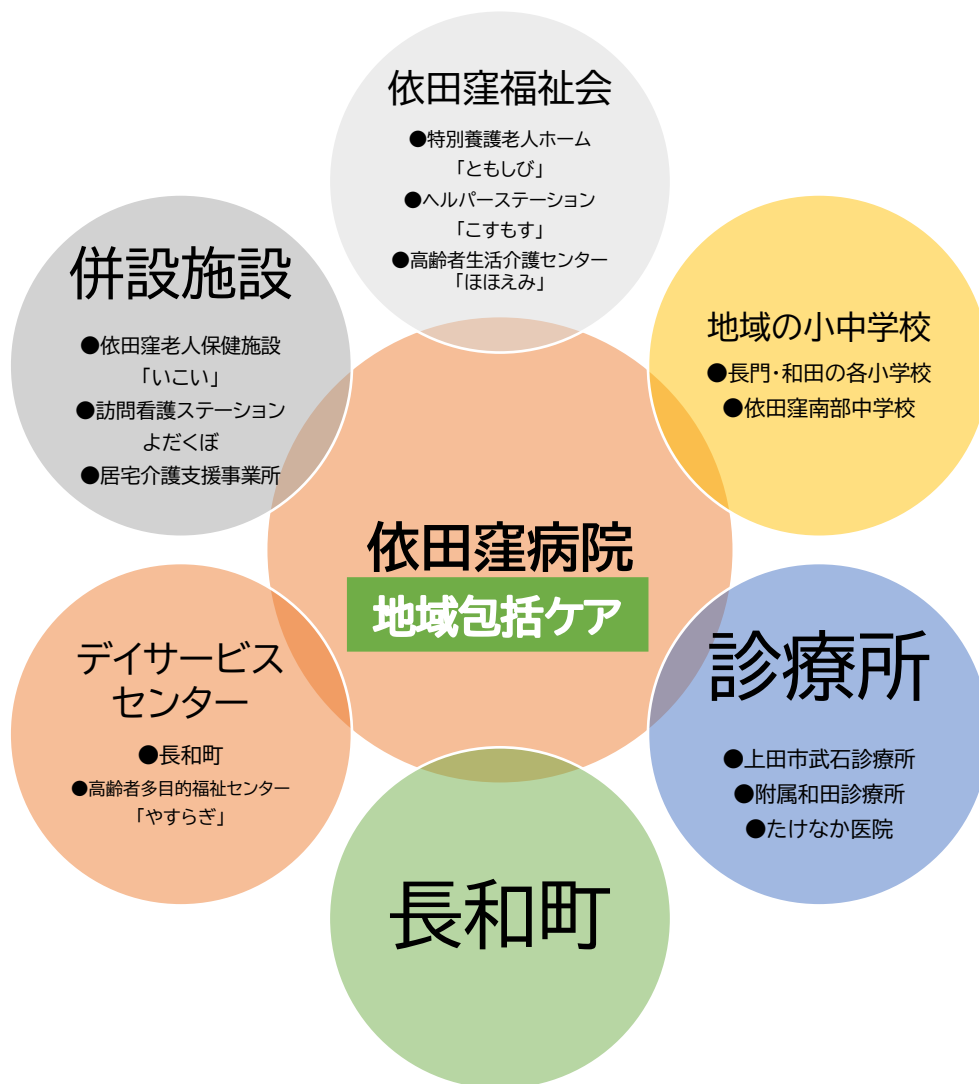 依田窪福祉会
●特別養護老人ホーム
「ともしび」
●ヘルパーステーション
「こすもす」
●高齢者生活介護センター
「ほほえみ」
併設施設
●依田窪老人保健施設
「いこい」
●訪問看護ステーション
よだくぼ
●居宅介護支援事業所
地域の小中学校
●長門・和田の各小学校
●依田窪南部中学校
依田窪病院
地域包括ケア
デイサービス
センター
●長和町
●高齢者多目的福祉センター
「やすらぎ」
診療所
●上田市武石診療所
●附属和田診療所
●たけなか医院
長和町